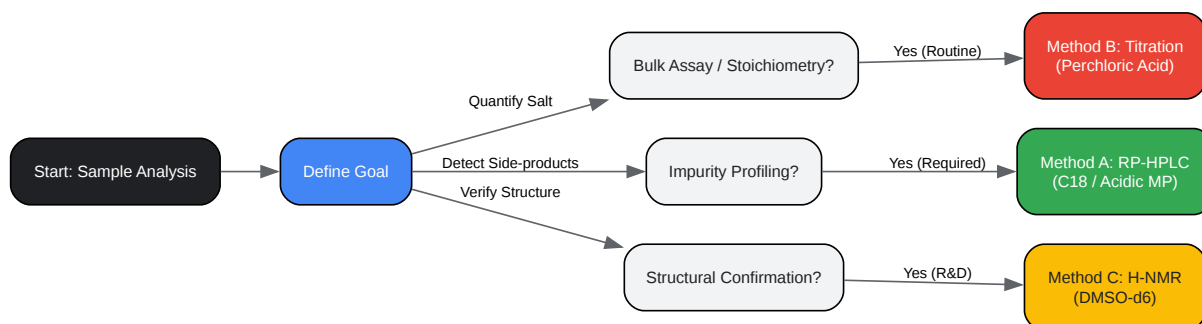 Start: Sample Analysis
Define Goal
Quantify Salt
Detect Side-products
Verify Structure
Bulk Assay / Stoichiometry?
Yes (Routine)
Method B: Titration
(Perchloric Acid)
Impurity Profiling?
Yes (Required)
Method A: RP-HPLC
(C18 / Acidic MP)
Structural Confirmation?
Yes (R&D)
Method C: H-NMR
(DMSO-d6)